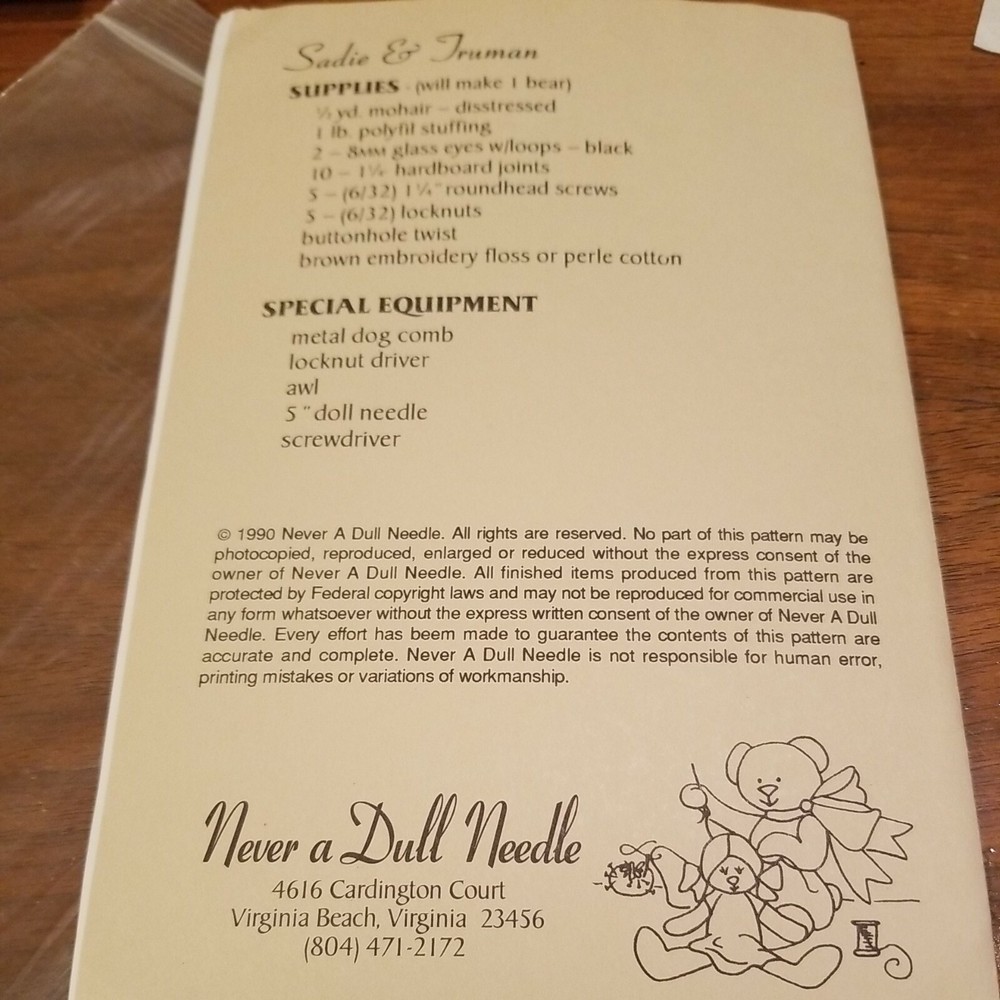 Sadie & Truman
SUPPLIES - (will make 1 bear)
½ yd. mohair – disstressed
1 lb. polyfil stuffing
2 – 8MM glass eyes w/loops – black
10 – 1¼ hardboard joints
5 – (6/32) 1¼" roundhead screws
5 – (6/32) locknuts
buttonhole twist
brown embroidery floss or perle cotton
SPECIAL EQUIPMENT
metal dog comb
locknut driver
awl
5 " doll needle
screwdriver
© 1990 Never A Dull Needle. All rights are reserved. No part of this pattern may be
photocopied, reproduced, enlarged or reduced without the express consent of the
owner of Never A Dull Needle. All finished items produced from this pattern are
protected by Federal copyright laws and may not be reproduced for commercial use in
any form whatsoever without the express written consent of the owner of Never A Dull
Needle. Every effort has beem made to guarantee the contents of this pattern are
accurate and complete. Never A Dull Needle is not responsible for human error,
printing mistakes or variations of workmanship.
Never a Dull Needle
4616 Cardington Court
Virginia Beach, Virginia 23456
(804) 471-2172